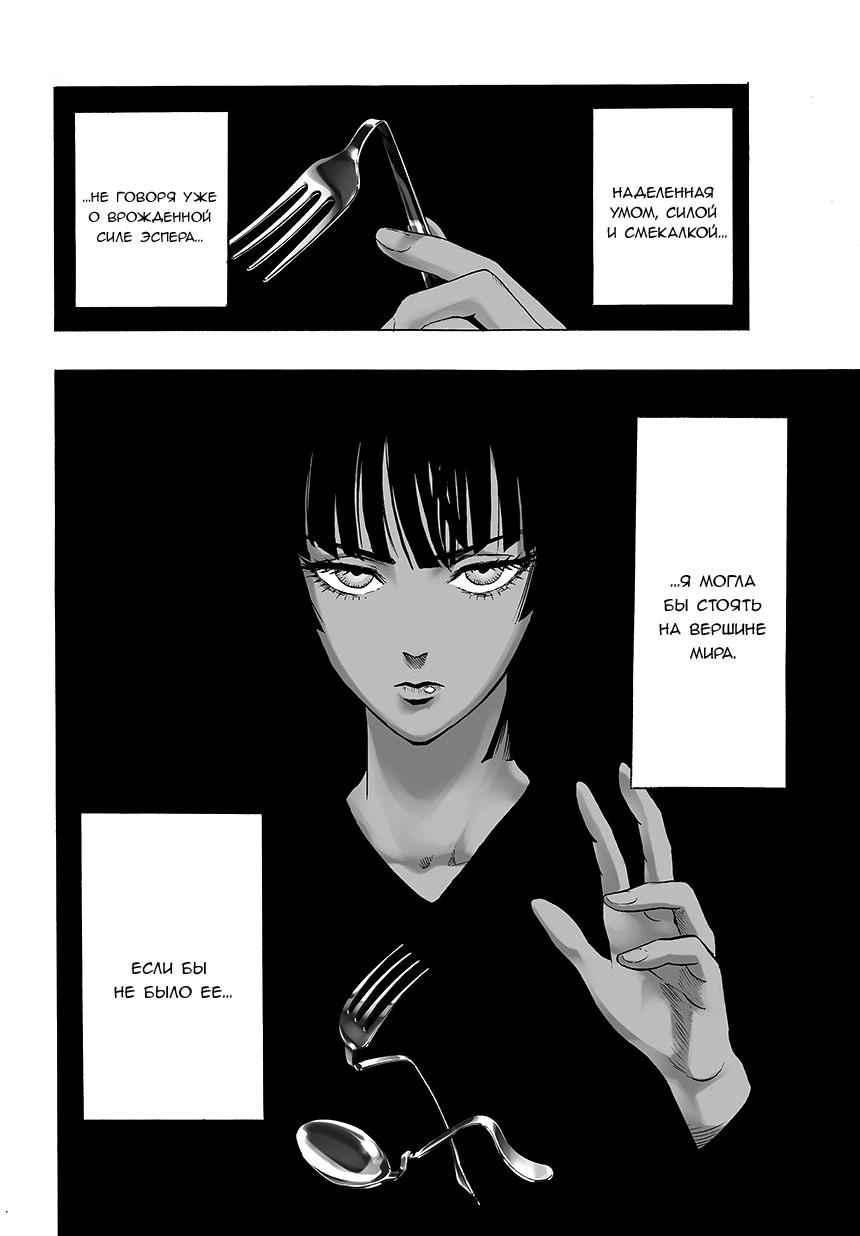 НАДЕЛЕННАЯ
УМОМ, СИЛОЙ
И СМЕКАЛКОЙ...
...НЕ ГОВОРЯ УЖЕ
О ВРОЖДЕННОЙ
СИЛЕ ЭСПЕРА...
...Я МОГЛА
БЫ СТОЯТЬ
НА ВЕРШИНЕ
МИРА.
ЕСЛИ БЫ
НЕ БЫЛО ЕЕ...